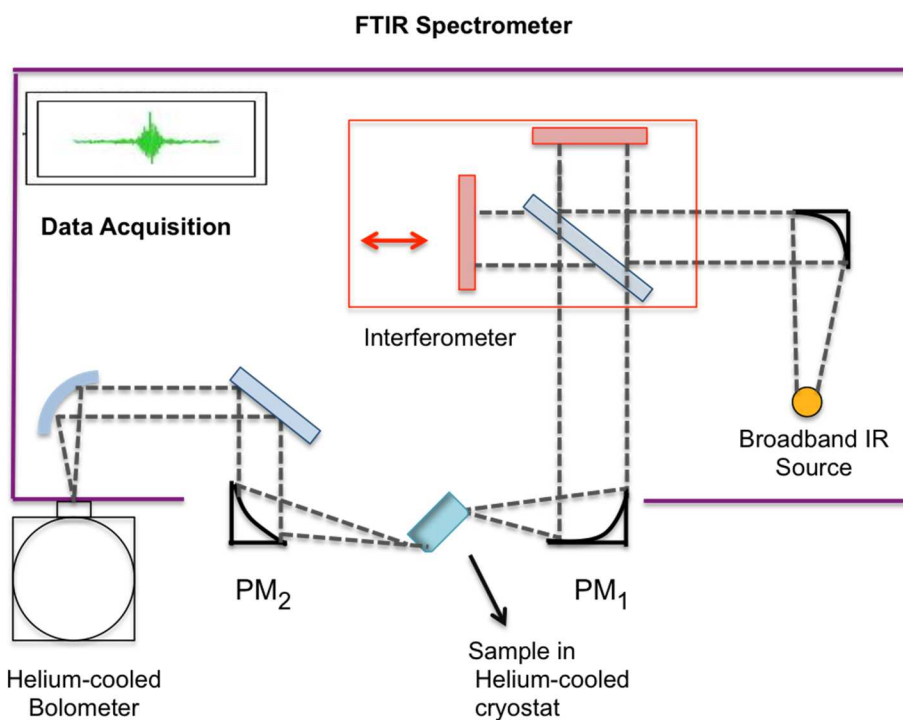 FTIR Spectrometer
Data Acquisition
Interferometer
Broadband IR
Source
PM2
PM1
Sample in
Helium-cooled
cryostat
Helium-cooled
Bolometer